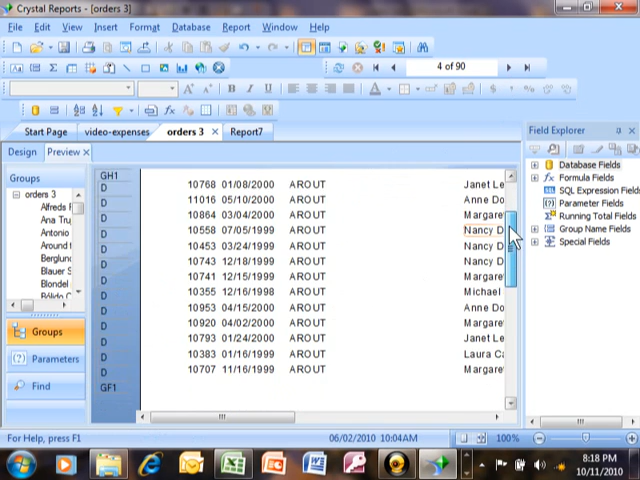 Crystal Reports - [orders 3]
File Edit View Insert Format Database Report Window Help
4 of 90
Start Page video-expenses orders 3 Report7
Design Preview
Field Explorer
Groups
orders 3
Alfreds F
Ana Truj
Antonio
Around t
Berglund
Blauer S
Blondel
Bólido C
Groups
Parameters
Find
GH1
D 10768 01/08/2000 AROUT Janet Le
D 11016 05/10/2000 AROUT Anne Do
D 10864 03/04/2000 AROUT Margare
D 10558 07/05/1999 AROUT Nancy D
D 10453 03/24/1999 AROUT Nancy D
D 10743 12/18/1999 AROUT Nancy D
D 10741 12/15/1999 AROUT Margare
D 10355 12/16/1998 AROUT Michael
D 10953 04/15/2000 AROUT Anne Do
D 10920 04/02/2000 AROUT Margare
D 10793 01/24/2000 AROUT Janet Le
D 10383 01/16/1999 AROUT Laura Ca
D 10707 11/16/1999 AROUT Margare
GF1
Database Fields
Formula Fields
SQL Expression Field
Parameter Fields
Running Total Fields
Group Name Fields
Special Fields
For Help, press F1
06/02/2010 10:04AM
100%
8:18 PM
10/11/2010